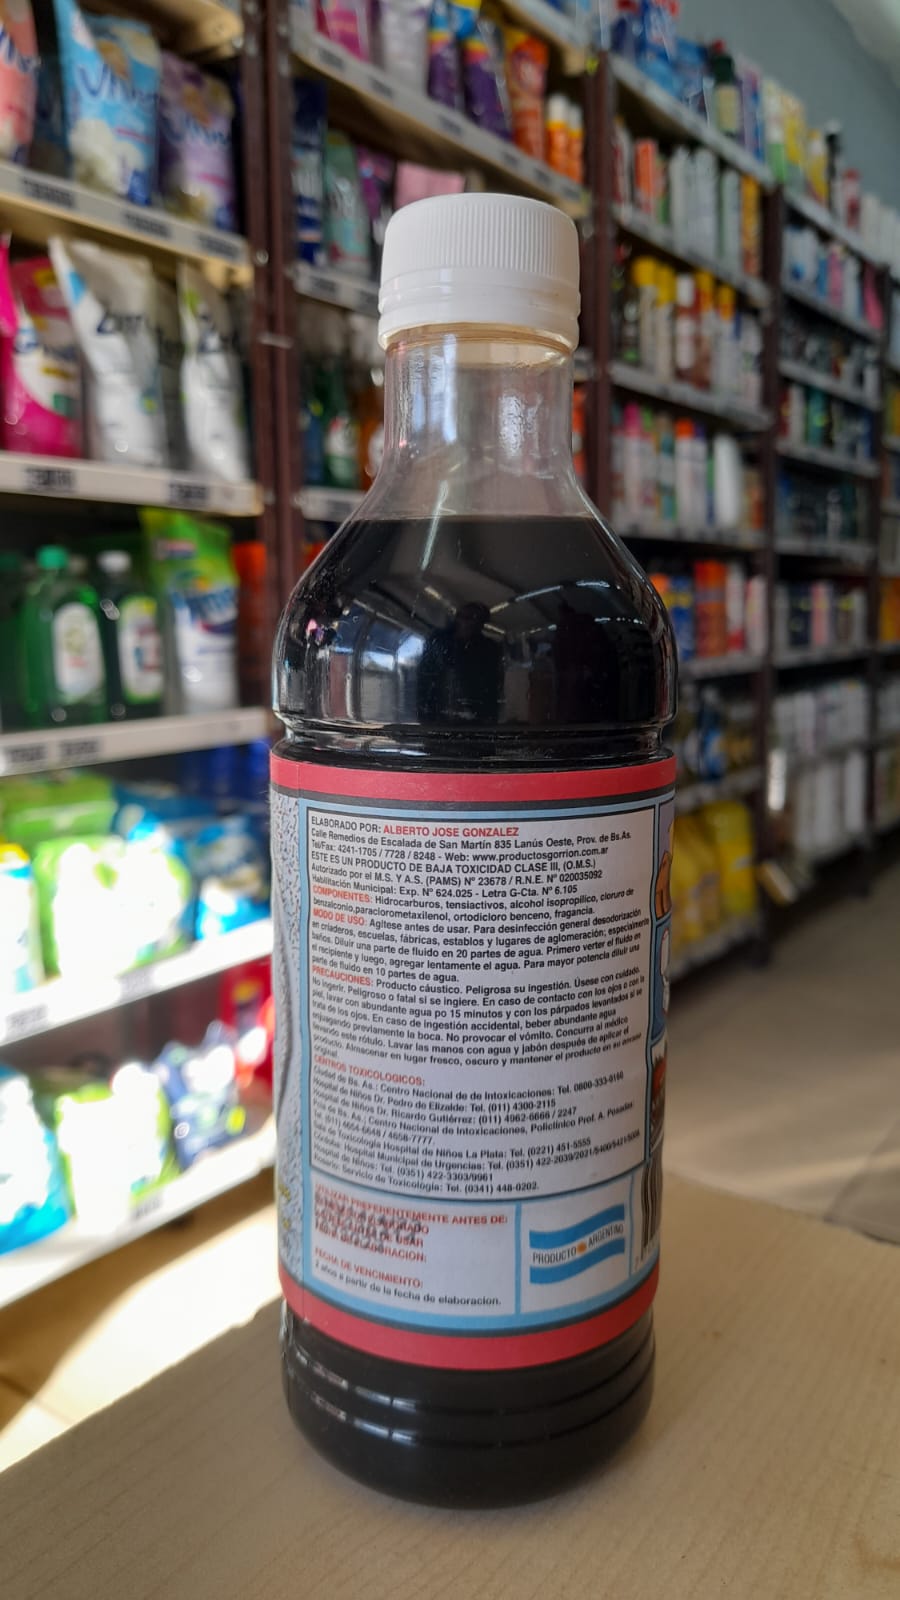 ELABORADO POR: ALBERTO JOSE GONZALEZ
Calle Remedios de Escalada de San Martín 835 Lanús Oeste, Prov. de Bs.As.
Tel/Fax: 4241-1705 / 7728 / 8248 - Web: www.productosgorrion.com.ar
ESTE ES UN PRODUCTO DE BAJA TOXICIDAD CLASE III, (O.M.S.)
Autorizado por el M.S. Y A.S. (PAMS) Nº 23678 / R.N.E. Nº 020035092
Habilitación Municipal: Exp. Nº 624.025 - Letra G-Cta. Nº 6.105
COMPONENTES: Hidrocarburos, tensiactivos, alcohol isopropílico, cloruro de
benzalconio,paraclorometaxilenol, ortodicloro benceno, fragancia.
MODO DE USO: Agítese antes de usar. Para desinfección general desodorización
en criaderos, escuelas, fábricas, establos y lugares de aglomeración; especialmente
baños. Diluir una parte de fluido en 20 partes de agua. Primero verter el fluido en
el recipiente y luego, agregar lentamente el agua. Para mayor potencia diluir una
parte de fluido en 10 partes de agua.
PRECAUCIONES: Producto cáustico. Peligrosa su ingestión. Úsese con cuidado.
No ingerir. Peligroso o fatal si se ingiere. En caso de contacto con los ojos o con la
piel, lavar con abundante agua po 15 minutos y con los párpados levantados si se
trata de los ojos. En caso de ingestión accidental, beber abundante agua
enjuagando previamente la boca. No provocar el vómito. Concurra al médico
llevando este rótulo. Lavar las manos con agua y jabón después de aplicar el
producto. Almacenar en lugar fresco, oscuro y mantener el producto en su envase
original.
CENTROS TOXICOLOGICOS:
Ciudad de Bs. As.: Centro Nacional de de Intoxicaciones: Tel. 0800-333-0160
Hospital de Niños Dr. Pedro de Elizalde: Tel. (011) 4300-2115
Hospital de Niños Dr. Ricardo Gutiérrez: (011) 4962-6666 / 2247
Prov. de Bs. As.: Centro Nacional de Intoxicaciones, Policlínico Prof. A. Posadas:
Tel. (011) 4654-6648 / 4658-7777.
Sala de Toxicología Hospital de Niños La Plata: Tel. (0221) 451-5555
Córdoba: Hospital Municipal de Urgencias: Tel. (0351) 422-2039/2021
Hospital de Niños: Tel. (0351) 422-3303/9961
Rosario: Servicio de Toxicología: Tel. (0341) 448-0202.
UTILIZAR PREFERENTEMENTE ANTES DE:
USAR
FECHA DE VENCIMIENTO:
2 años a partir de la fecha de elaboracion.
PRODUCTO ARGENTINO